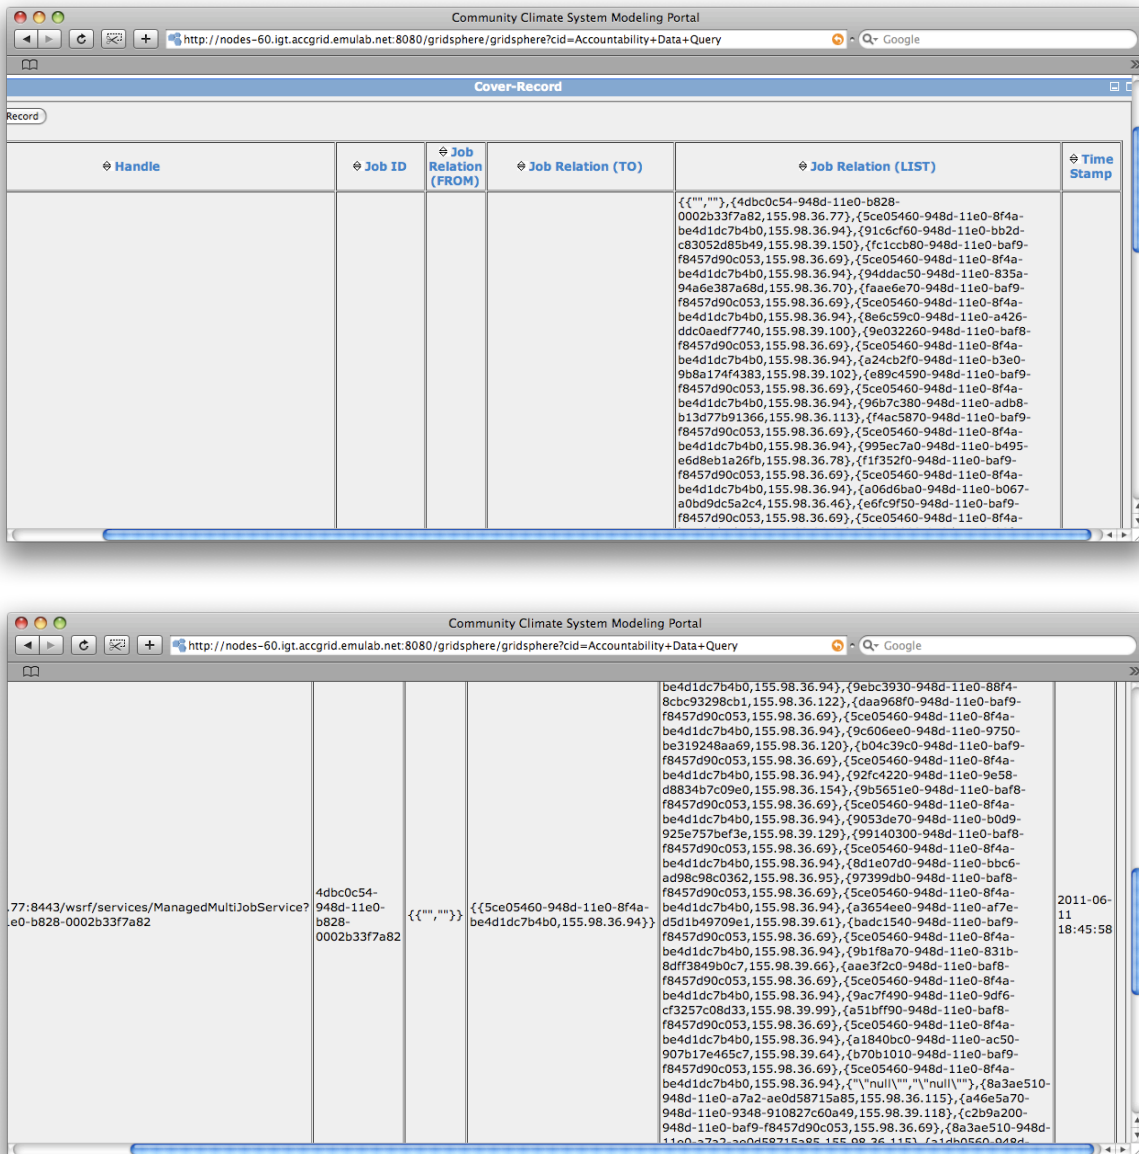 Community Climate System Modeling Portal
http://nodes-60.igt.accgrid.emulab.net:8080/gridsphere/gridsphere?cid=Accountability+Data+Query
Google
Cover-Record
Record
Handle
Job ID
Job
Relation
(FROM)
Job Relation (TO)
Job Relation (LIST)
Time
Stamp
{{"",""},{4dbc0c54-948d-11e0-b828-
0002b33f7a82,155.98.36.77},{5ce05460-948d-11e0-8f4a-
be4d1dc7b4b0,155.98.36.94},{91c6cf60-948d-11e0-bb2d-
c83052d85b49,155.98.39.150},{fc1ccb80-948d-11e0-baf9-
f8457d90c053,155.98.36.69},{5ce05460-948d-11e0-8f4a-
be4d1dc7b4b0,155.98.36.94},{94ddac50-948d-11e0-835a-
94a6e387a68d,155.98.36.70},{faae6e70-948d-11e0-baf9-
f8457d90c053,155.98.36.69},{5ce05460-948d-11e0-8f4a-
be4d1dc7b4b0,155.98.36.94},{8e6c59c0-948d-11e0-a426-
ddc0aedf7740,155.98.39.100},{9e032260-948d-11e0-baf8-
f8457d90c053,155.98.36.69},{5ce05460-948d-11e0-8f4a-
be4d1dc7b4b0,155.98.36.94},{a24cb2f0-948d-11e0-b3e0-
9b8a174f4383,155.98.39.102},{e89c4590-948d-11e0-baf9-
f8457d90c053,155.98.36.69},{5ce05460-948d-11e0-8f4a-
be4d1dc7b4b0,155.98.36.94},{96b7c380-948d-11e0-adb8-
b13d77b91366,155.98.36.113},{f4ac5870-948d-11e0-baf9-
f8457d90c053,155.98.36.69},{5ce05460-948d-11e0-8f4a-
be4d1dc7b4b0,155.98.36.94},{995ec7a0-948d-11e0-b495-
e6d8eb1a26fb,155.98.36.78},{f1f352f0-948d-11e0-baf9-
f8457d90c053,155.98.36.69},{5ce05460-948d-11e0-8f4a-
be4d1dc7b4b0,155.98.36.94},{a06d6ba0-948d-11e0-b067-
a0bd9dc5a2c4,155.98.36.46},{e6fc9f50-948d-11e0-baf9-
f8457d90c053,155.98.36.69},{5ce05460-948d-11e0-8f4a-
Community Climate System Modeling Portal
http://nodes-60.igt.accgrid.emulab.net:8080/gridsphere/gridsphere?cid=Accountability+Data+Query
Google
.77:8443/wsrf/services/ManagedMultiJobService?
.e0-b828-0002b33f7a82
4dbc0c54-
948d-11e0-
b828-
0002b33f7a82
{{"",""}}
{{5ce05460-948d-11e0-8f4a-
be4d1dc7b4b0,155.98.36.94}}
be4d1dc7b4b0,155.98.36.94},{9ebc3930-948d-11e0-88f4-
8cbc93298cb1,155.98.36.122},{daa968f0-948d-11e0-baf9-
f8457d90c053,155.98.36.69},{5ce05460-948d-11e0-8f4a-
be4d1dc7b4b0,155.98.36.94},{9c606ee0-948d-11e0-9750-
be319248aa69,155.98.36.120},{b04c39c0-948d-11e0-baf9-
f8457d90c053,155.98.36.69},{5ce05460-948d-11e0-8f4a-
be4d1dc7b4b0,155.98.36.94},{92fc4220-948d-11e0-9e58-
d8834b7c09e0,155.98.36.154},{9b5651e0-948d-11e0-baf8-
f8457d90c053,155.98.36.69},{5ce05460-948d-11e0-8f4a-
be4d1dc7b4b0,155.98.36.94},{9053de70-948d-11e0-b0d9-
925e757bef3e,155.98.39.129},{99140300-948d-11e0-baf8-
f8457d90c053,155.98.36.69},{5ce05460-948d-11e0-8f4a-
be4d1dc7b4b0,155.98.36.94},{8d1e07d0-948d-11e0-bbc6-
ad98c98c0362,155.98.36.95},{97399db0-948d-11e0-baf8-
f8457d90c053,155.98.36.69},{5ce05460-948d-11e0-8f4a-
be4d1dc7b4b0,155.98.36.94},{a3654ee0-948d-11e0-af7e-
d5d1b49709e1,155.98.39.61},{badc1540-948d-11e0-baf9-
f8457d90c053,155.98.36.69},{5ce05460-948d-11e0-8f4a-
be4d1dc7b4b0,155.98.36.94},{9b1f8a70-948d-11e0-831b-
8dff3849b0c7,155.98.39.66},{aae3f2c0-948d-11e0-baf8-
f8457d90c053,155.98.36.69},{5ce05460-948d-11e0-8f4a-
be4d1dc7b4b0,155.98.36.94},{9ac7f490-948d-11e0-9df6-
cf3257c08d33,155.98.39.99},{a51bff90-948d-11e0-baf8-
f8457d90c053,155.98.36.69},{5ce05460-948d-11e0-8f4a-
be4d1dc7b4b0,155.98.36.94},{a1840bc0-948d-11e0-ac50-
907b17e465c7,155.98.39.64},{b70b1010-948d-11e0-baf9-
f8457d90c053,155.98.36.69},{5ce05460-948d-11e0-8f4a-
be4d1dc7b4b0,155.98.36.94},{"\"null\"","\"null\""},{8a3ae510-
948d-11e0-a7a2-ae0d58715a85,155.98.36.115},{a46e5a70-
948d-11e0-9348-910827c60a49,155.98.39.118},{c2b9a200-
948d-11e0-baf9-f8457d90c053,155.98.36.69},{8a3ae510-948d-
11e0-a7a2-ae0d58715a85,155.98.36.115},{a1db0560-948d-
2011-06-
11
18:45:58